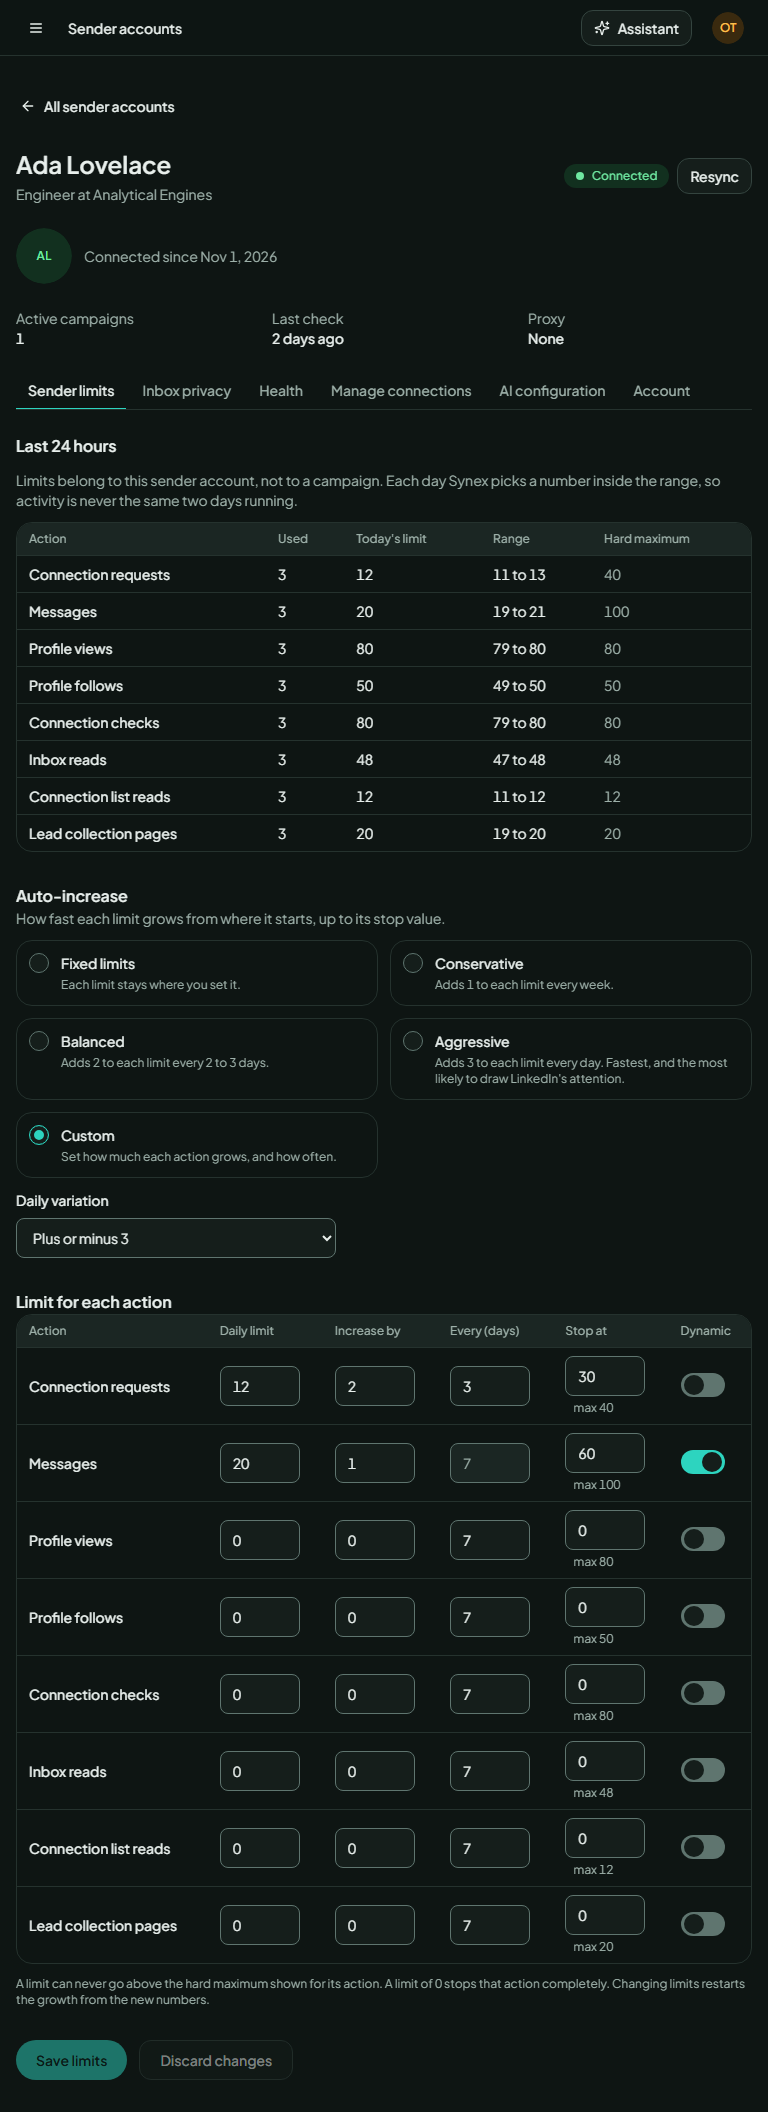 Sender accounts
Assistant
OT
All sender accounts
Ada Lovelace
Engineer at Analytical Engines
Connected
Resync
AL
Connected since Nov 1, 2026
Active campaigns
1
Last check
2 days ago
Proxy
None
Sender limits
Inbox privacy
Health
Manage connections
AI configuration
Account
Last 24 hours
Limits belong to this sender account, not to a campaign. Each day Synex picks a number inside the range, so
activity is never the same two days running.
Action Used Today's limit Range Hard maximum
Connection requests 3 12 11 to 13 40
Messages 3 20 19 to 21 100
Profile views 3 80 79 to 80 80
Profile follows 3 50 49 to 50 50
Connection checks 3 80 79 to 80 80
Inbox reads 3 48 47 to 48 48
Connection list reads 3 12 11 to 12 12
Lead collection pages 3 20 19 to 20 20
Auto-increase
How fast each limit grows from where it starts, up to its stop value.
Fixed limits
Each limit stays where you set it.
Conservative
Adds 1 to each limit every week.
Balanced
Adds 2 to each limit every 2 to 3 days.
Aggressive
Adds 3 to each limit every day. Fastest, and the most
likely to draw LinkedIn's attention.
Custom
Set how much each action grows, and how often.
Daily variation
Plus or minus 3
Limit for each action
Action Daily limit Increase by Every (days) Stop at Dynamic
Connection requests 12 2 3 30
max 40
Messages 20 1 7 60
max 100
Profile views 0 0 7 0
max 80
Profile follows 0 0 7 0
max 50
Connection checks 0 0 7 0
max 80
Inbox reads 0 0 7 0
max 48
Connection list reads 0 0 7 0
max 12
Lead collection pages 0 0 7 0
max 20
A limit can never go above the hard maximum shown for its action. A limit of 0 stops that action completely. Changing limits restarts
the growth from the new numbers.
Save limits
Discard changes